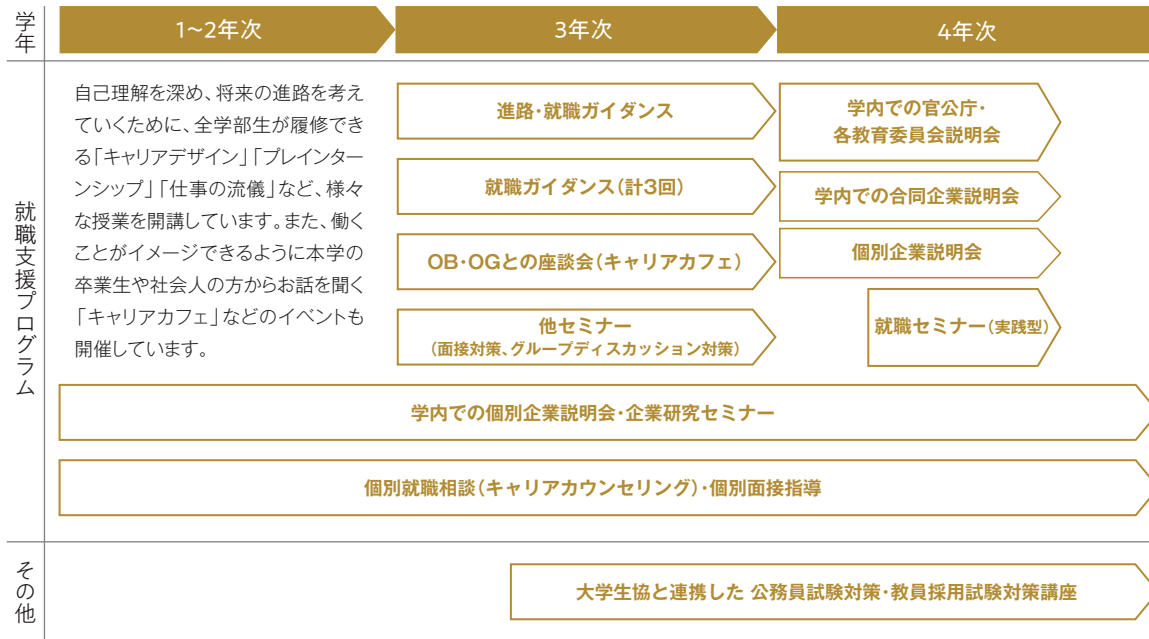 学年
1~2年次
3年次
4年次
就職支援プログラム
自己理解を深め、将来の進路を考え
ていくために、全学部生が履修でき
る「キャリアデザイン」「プレインター
ンシップ」「仕事の流儀」など、様々
な授業を開講しています。また、働く
ことがイメージできるように本学の
卒業生や社会人の方からお話を聞く
「キャリアカフェ」などのイベントも
開催しています。
進路・就職ガイダンス
就職ガイダンス(計3回)
OB・OGとの座談会(キャリアカフェ)
他セミナー
(面接対策、グループディスカッション対策)
学内での官公庁・
各教育委員会説明会
学内での合同企業説明会
個別企業説明会
就職セミナー(実践型)
学内での個別企業説明会・企業研究セミナー
個別就職相談(キャリアカウンセリング)・個別面接指導
その他
大学生協と連携した 公務員試験対策・教員採用試験対策講座